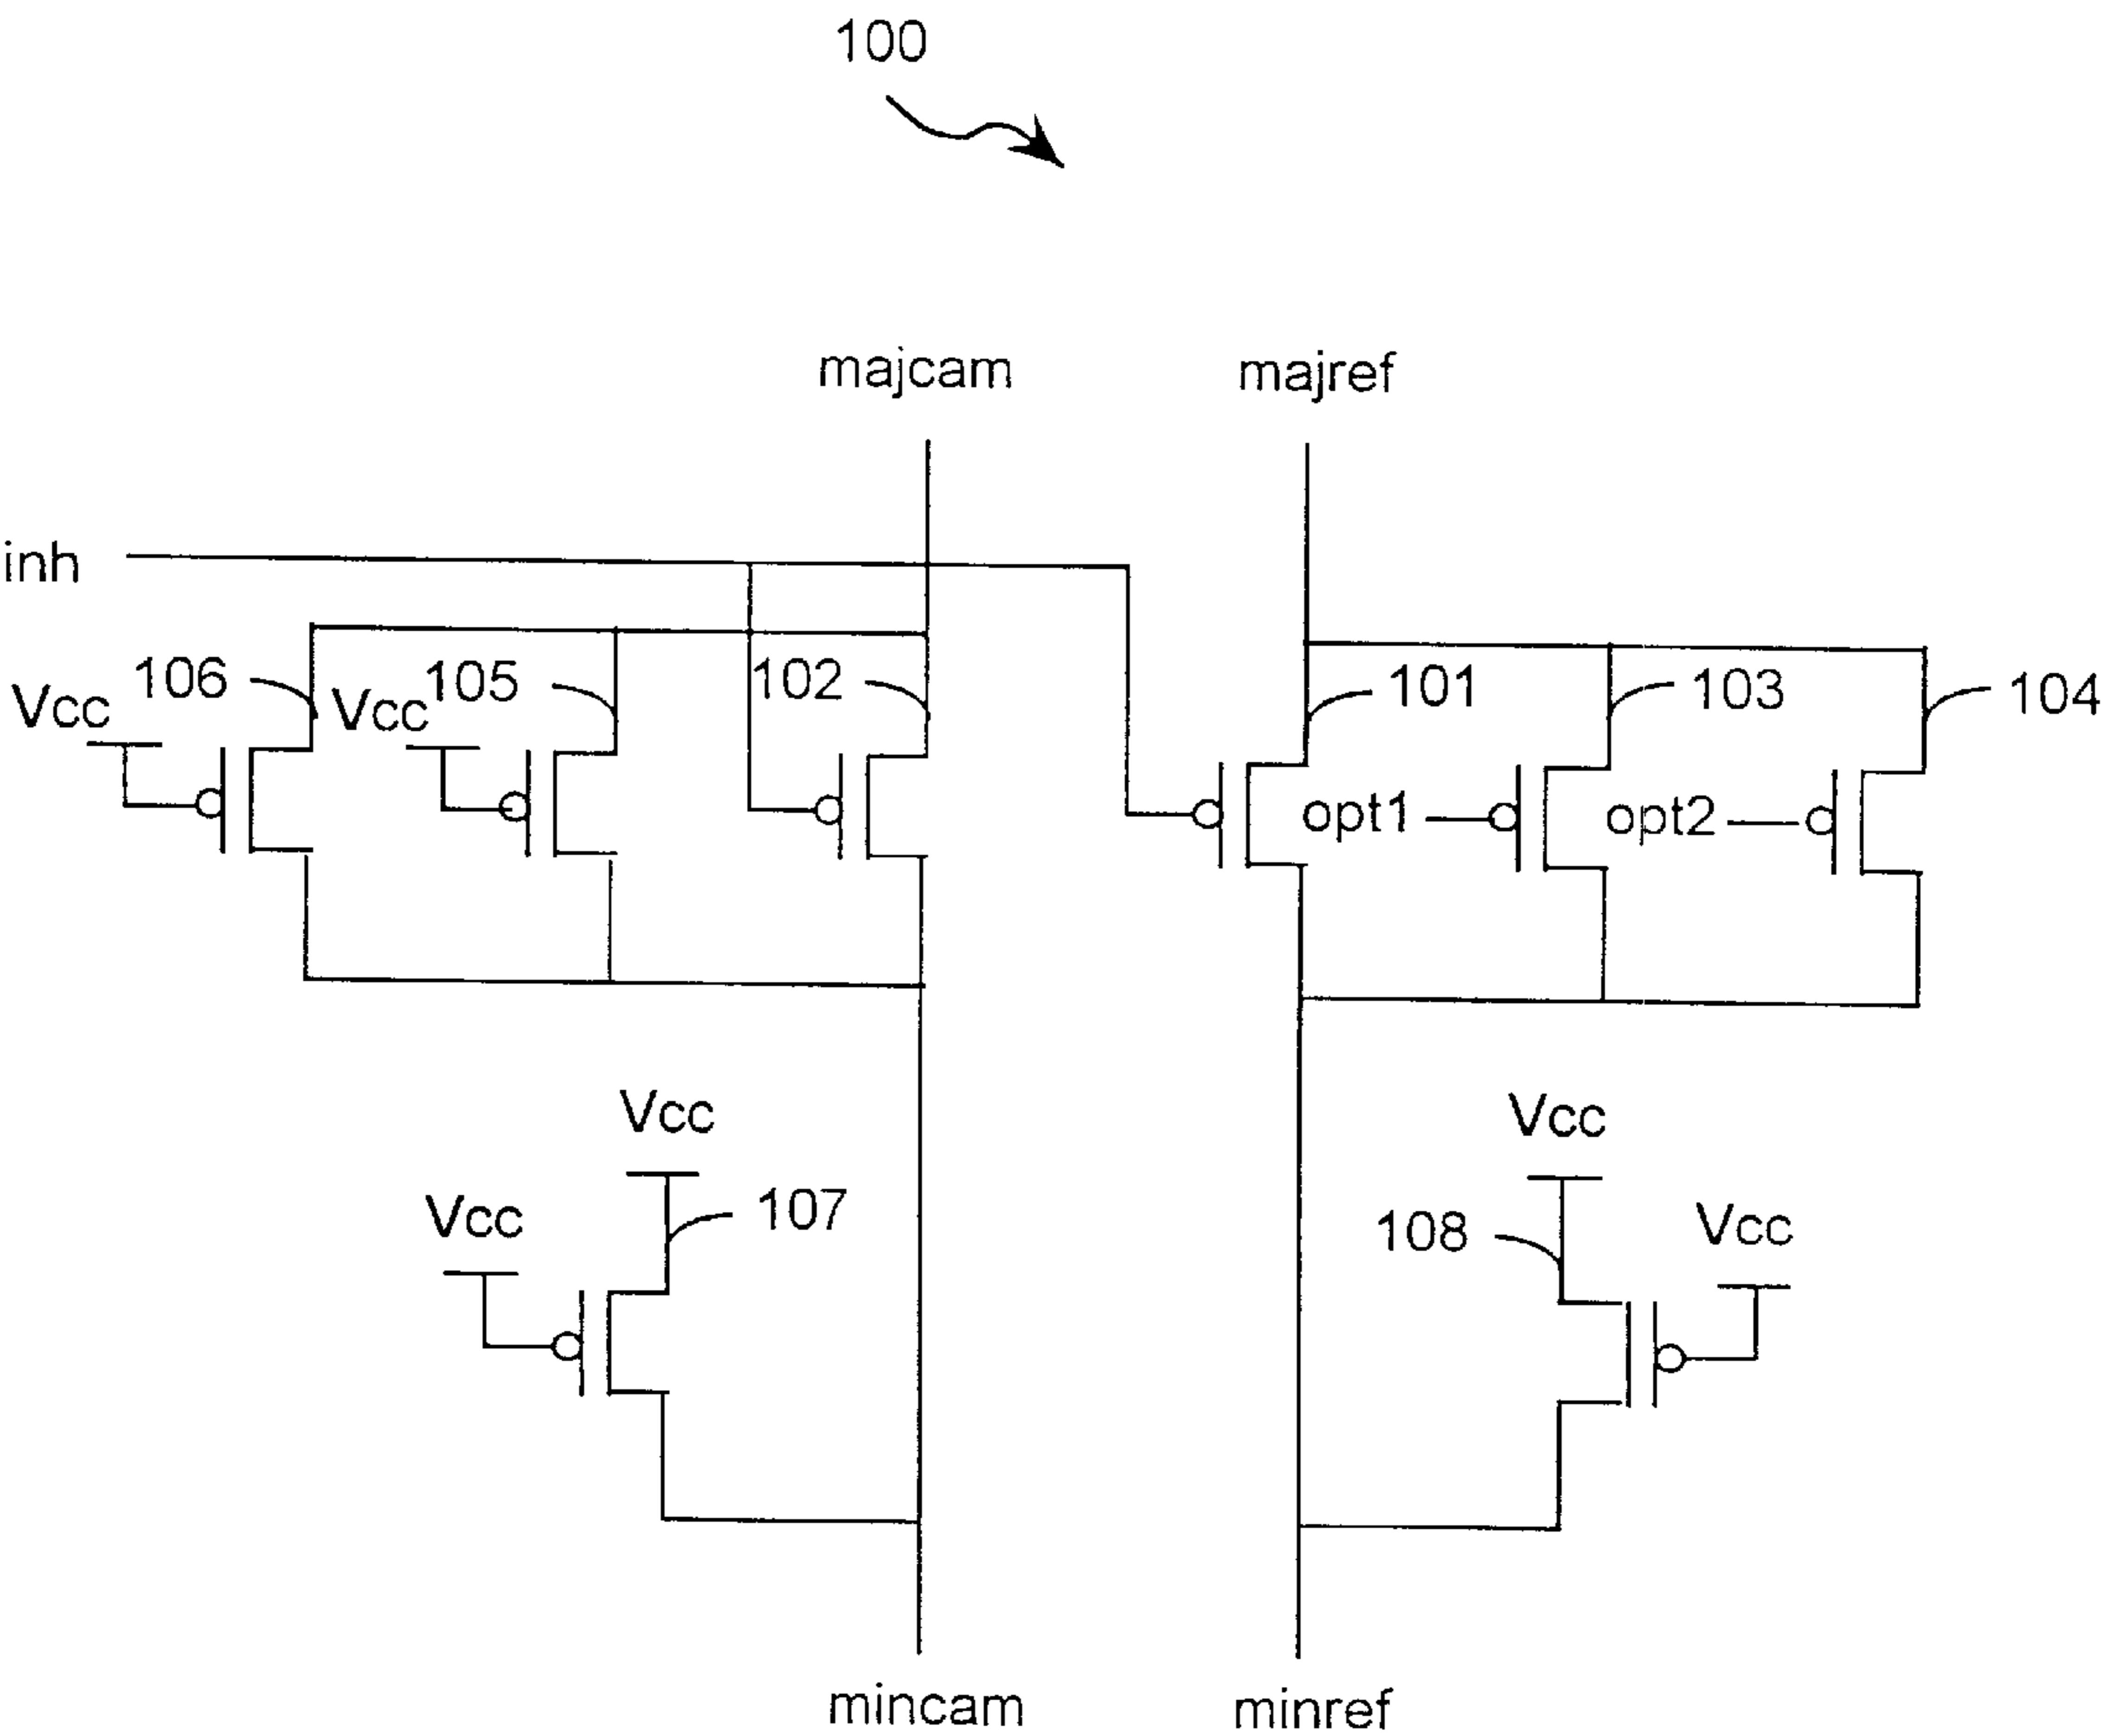 100
majcam
majref
inh
106
105
102
101
103
104
Vcc
Vcc
opt1
opt2
Vcc
Vcc
107
Vcc
108
Vcc
mincam
minref